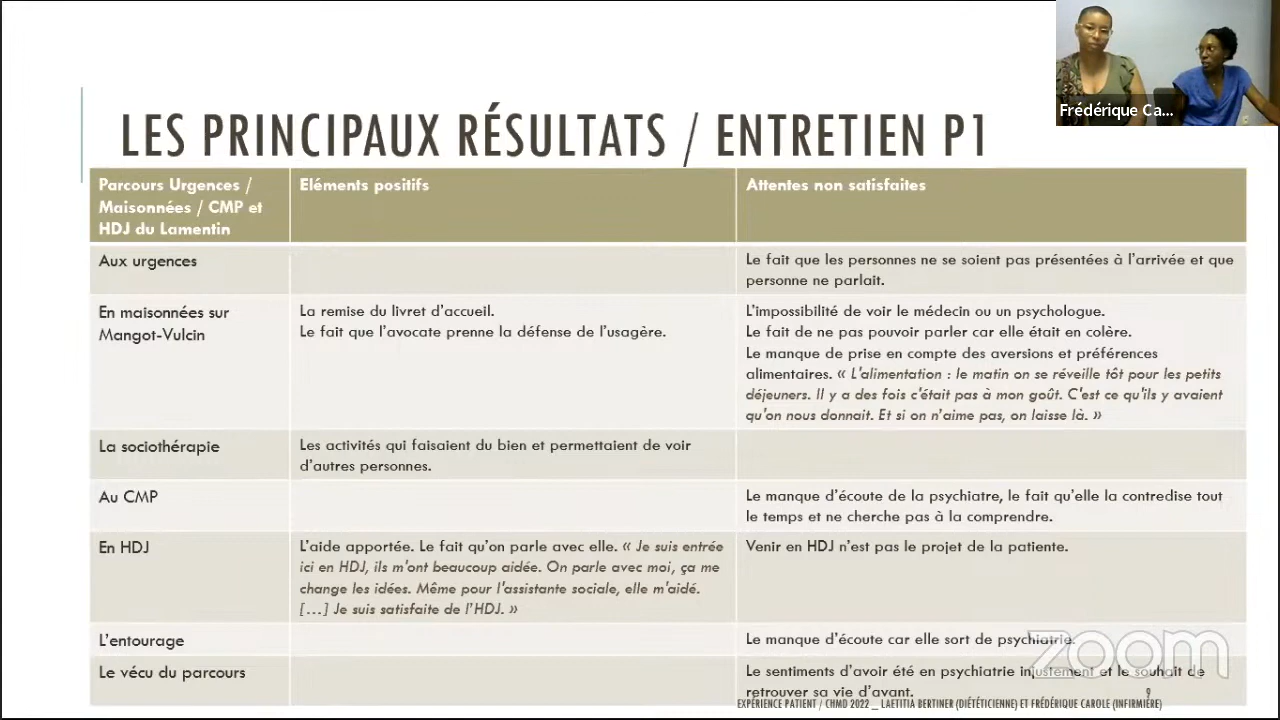 Frédérique Ca...
LES PRINCIPAUX RÉSULTATS / ENTRETIEN P1
Parcours Urgences /
Maisonnées / CMP et
HDJ du Lamentin
Eléments positifs
Attentes non satisfaites
Aux urgences
Le fait que les personnes ne se soient pas présentées à l'arrivée et que
personne ne parlait.
En maisonnées sur
Mangot-Vulcin
La remise du livret d'accueil.
Le fait que l'avocate prenne la défense de l'usagère.
L'impossibilité de voir le médecin ou un psychologue.
Le fait de ne pas pouvoir parler car elle était en colère.
Le manque de prise en compte des aversions et préférences
alimentaires. « L'alimentation : le matin on se réveille tôt pour les petits
déjeuners. Il y a des fois c'était pas à mon goût. C'est ce qu'ils y avaient
qu'on nous donnait. Et si on n'aime pas, on laisse là. »
La sociothérapie
Les activités qui faisaient du bien et permettaient de voir
d'autres personnes.
Au CMP
Le manque d'écoute de la psychiatre, le fait qu'elle la contredise tout
le temps et ne cherche pas à la comprendre.
En HDJ
L'aide apportée. Le fait qu'on parle avec elle. « Je suis entrée
ici en HDJ, ils m'ont beaucoup aidée. On parle avec moi, ça me
change les idées. Même pour l'assistante sociale, elle m'aidé.
[…] Je suis satisfaite de l'HDJ. »
Venir en HDJ n'est pas le projet de la patiente.
L'entourage
Le manque d'écoute car elle sort de psychiatrie.
Le vécu du parcours
Le sentiments d'avoir été en psychiatrie injustement et le souhait de
retrouver sa vie d'avant.
zoom
9
EXPÉRIENCE PATIENT / CHMD 2022 _ LAETITIA BERTINER (DIÉTÉTICIENNE) ET FRÉDÉRIQUE CAROLE (INFIRMIÈRE)